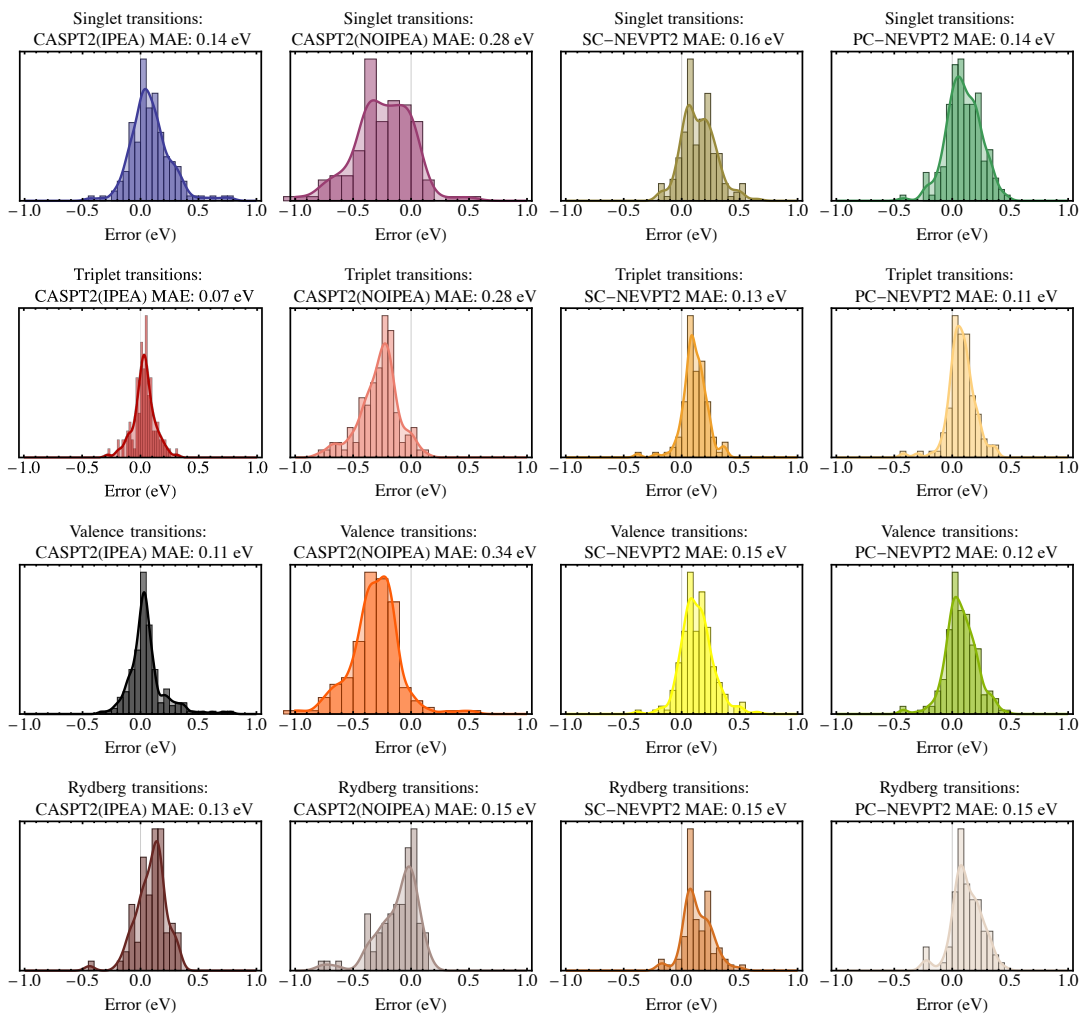 Singlet transitions:
CASPT2(IPEA) MAE: 0.14 eV
−1.0 −0.5 0.0 0.5 1.0
Error (eV)
Singlet transitions:
CASPT2(NOIPEA) MAE: 0.28 eV
−1.0 −0.5 0.0 0.5 1.0
Error (eV)
Singlet transitions:
SC−NEVPT2 MAE: 0.16 eV
−1.0 −0.5 0.0 0.5 1.0
Error (eV)
Singlet transitions:
PC−NEVPT2 MAE: 0.14 eV
−1.0 −0.5 0.0 0.5 1.0
Error (eV)
Triplet transitions:
CASPT2(IPEA) MAE: 0.07 eV
−1.0 −0.5 0.0 0.5 1.0
Error (eV)
Triplet transitions:
CASPT2(NOIPEA) MAE: 0.28 eV
−1.0 −0.5 0.0 0.5 1.0
Error (eV)
Triplet transitions:
SC−NEVPT2 MAE: 0.13 eV
−1.0 −0.5 0.0 0.5 1.0
Error (eV)
Triplet transitions:
PC−NEVPT2 MAE: 0.11 eV
−1.0 −0.5 0.0 0.5 1.0
Error (eV)
Valence transitions:
CASPT2(IPEA) MAE: 0.11 eV
−1.0 −0.5 0.0 0.5 1.0
Error (eV)
Valence transitions:
CASPT2(NOIPEA) MAE: 0.34 eV
−1.0 −0.5 0.0 0.5 1.0
Error (eV)
Valence transitions:
SC−NEVPT2 MAE: 0.15 eV
−1.0 −0.5 0.0 0.5 1.0
Error (eV)
Valence transitions:
PC−NEVPT2 MAE: 0.12 eV
−1.0 −0.5 0.0 0.5 1.0
Error (eV)
Rydberg transitions:
CASPT2(IPEA) MAE: 0.13 eV
−1.0 −0.5 0.0 0.5 1.0
Error (eV)
Rydberg transitions:
CASPT2(NOIPEA) MAE: 0.15 eV
−1.0 −0.5 0.0 0.5 1.0
Error (eV)
Rydberg transitions:
SC−NEVPT2 MAE: 0.15 eV
−1.0 −0.5 0.0 0.5 1.0
Error (eV)
Rydberg transitions:
PC−NEVPT2 MAE: 0.15 eV
−1.0 −0.5 0.0 0.5 1.0
Error (eV)